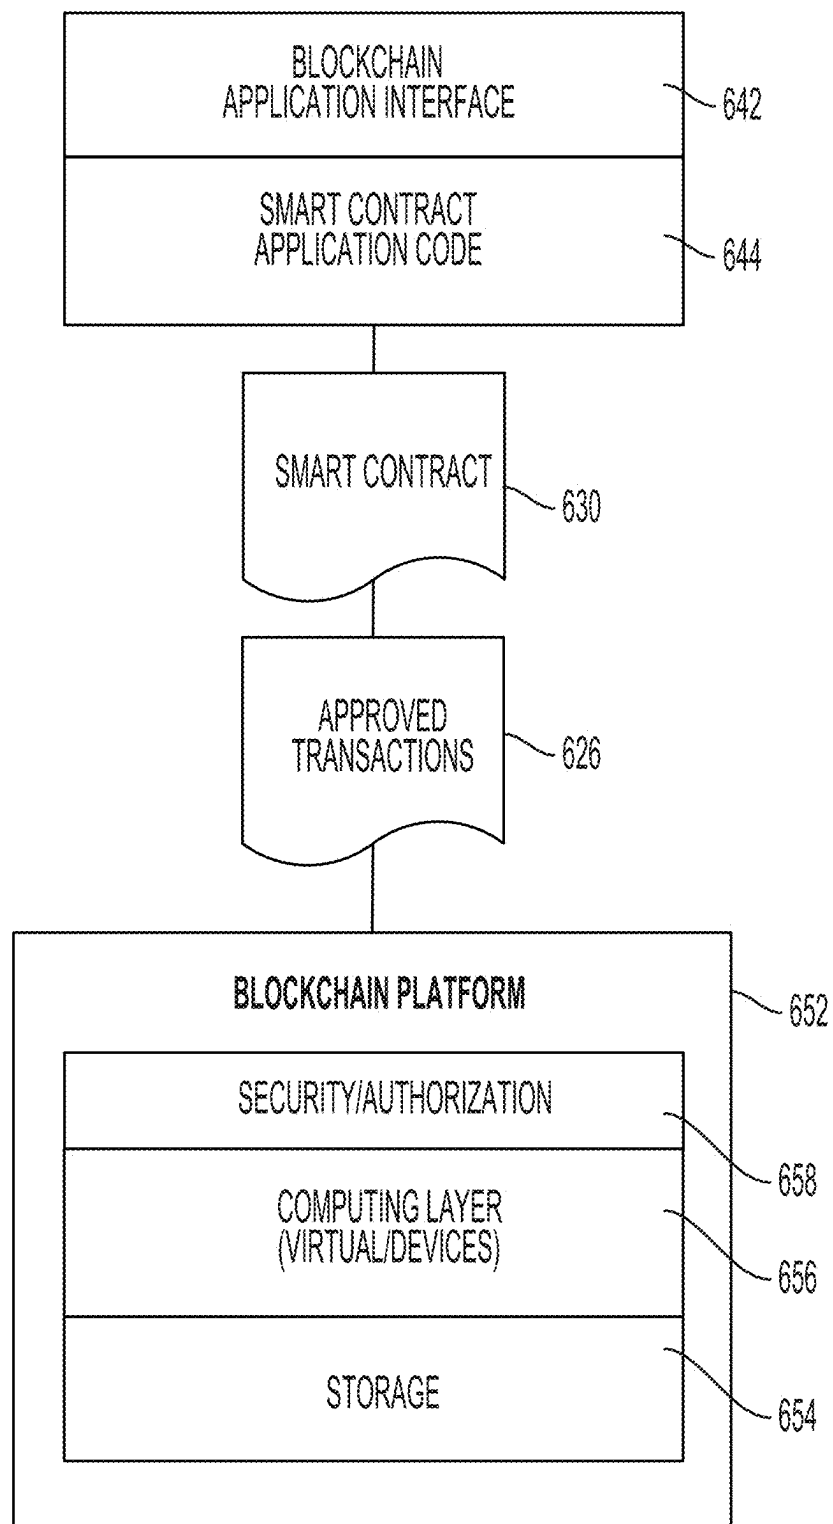 BLOCKCHAIN
APPLICATION INTERFACE
642
SMART CONTRACT
APPLICATION CODE
644
SMART CONTRACT
630
APPROVED
TRANSACTIONS
626
BLOCKCHAIN PLATFORM
652
SECURITY/AUTHORIZATION
658
COMPUTING LAYER
(VIRTUAL/DEVICES)
656
STORAGE
654